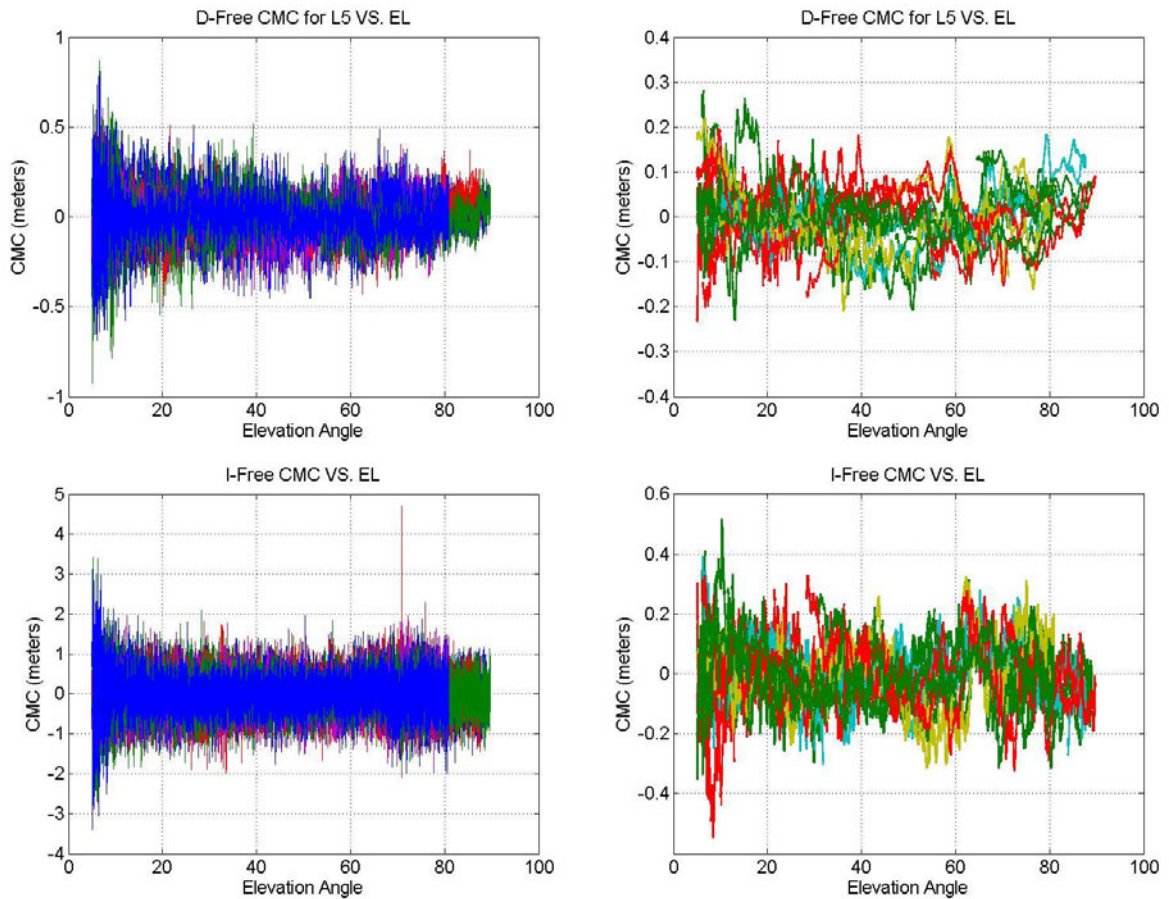 D-Free CMC for L5 VS. EL
1
0.5
0
-0.5
-1
CMC (meters)
0 20 40 60 80 100
Elevation Angle
D-Free CMC for L5 VS. EL
0.4
0.3
0.2
0.1
0
-0.1
-0.2
-0.3
-0.4
CMC (meters)
0 20 40 60 80 100
Elevation Angle
I-Free CMC VS. EL
5
4
3
2
1
0
-1
-2
-3
-4
CMC (meters)
0 20 40 60 80 100
Elevation Angle
I-Free CMC VS. EL
0.6
0.4
0.2
0
-0.2
-0.4
CMC (meters)
0 20 40 60 80 100
Elevation Angle